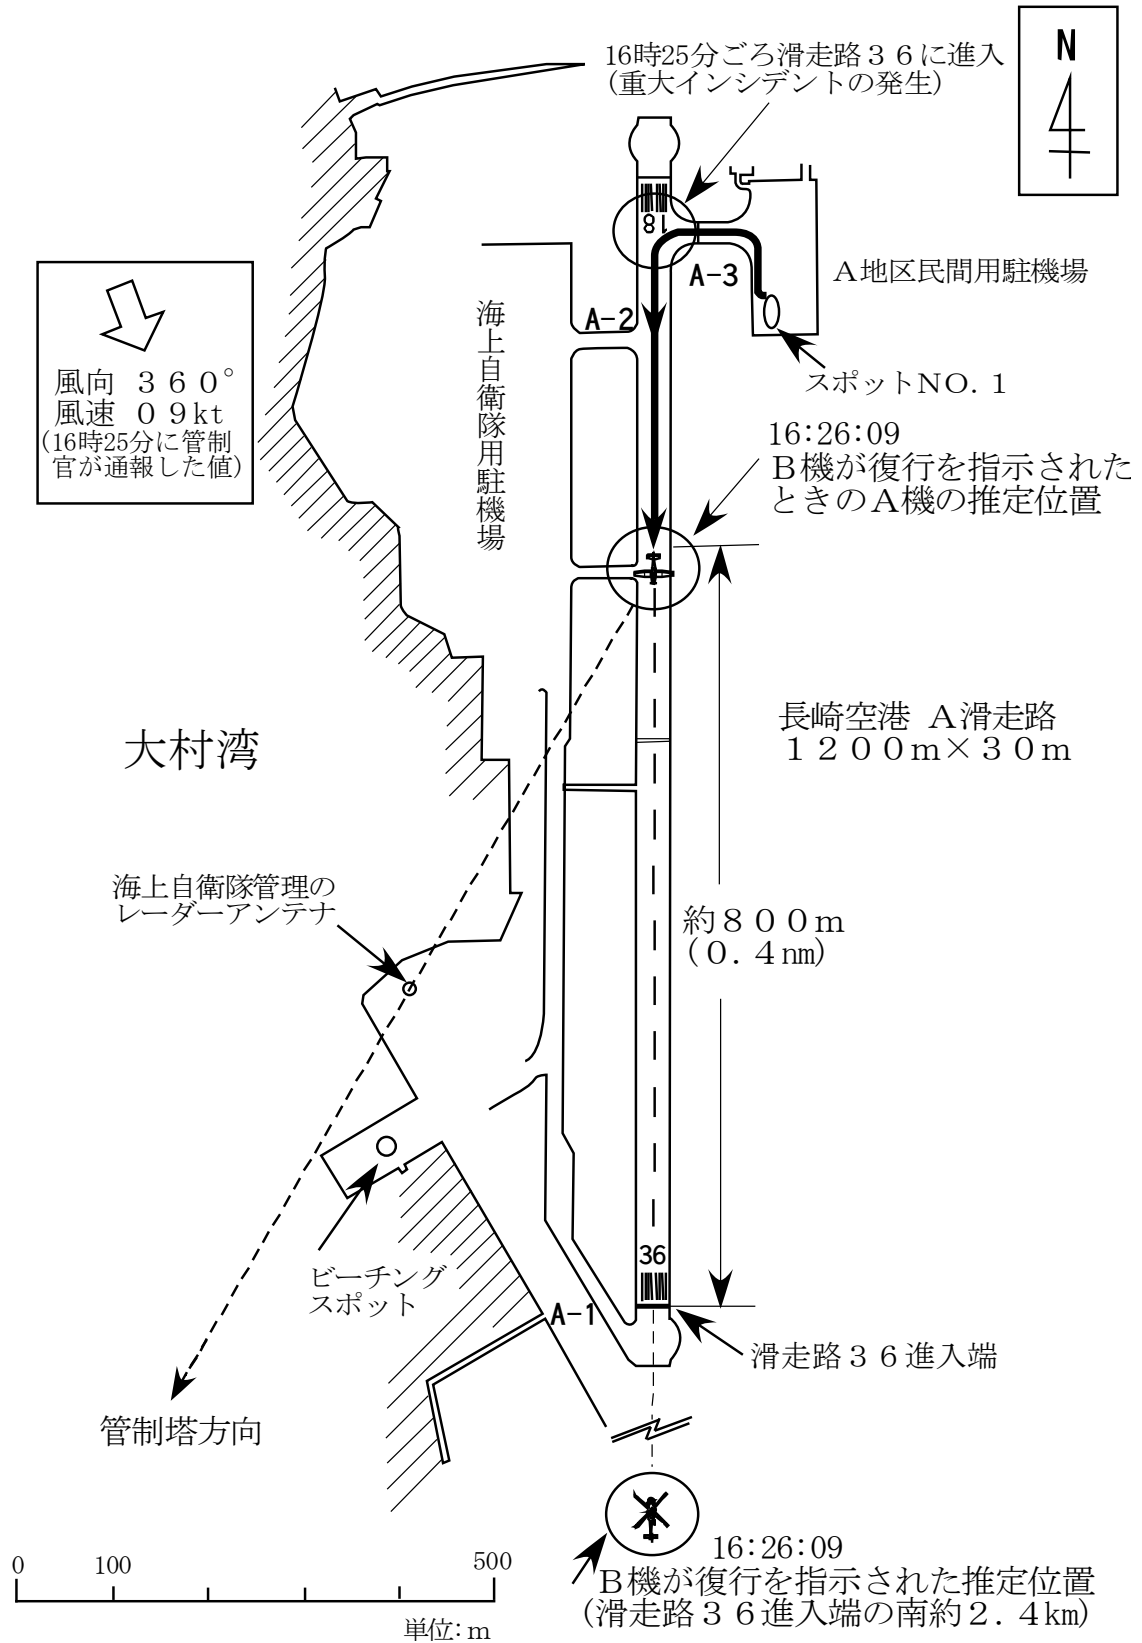 16時25分ごろ滑走路３６に進入
(重大インシデントの発生)
N
18
A-3
A地区民間用駐機場
A-2
海上自衛隊用駐機場
風向 ３６０°
風速 ０９kt
(16時25分に管制
官が通報した値)
スポットNO.１
16:26:09
B機が復行を指示された
ときのA機の推定位置
長崎空港 A滑走路
１２００m×３０m
大村湾
海上自衛隊管理の
レーダーアンテナ
約８００m
(０.４nm)
36
ビーチング
スポット
A-1
滑走路３６進入端
管制塔方向
16:26:09
B機が復行を指示された推定位置
(滑走路３６進入端の南約２.４km)
0 100 500
単位:m